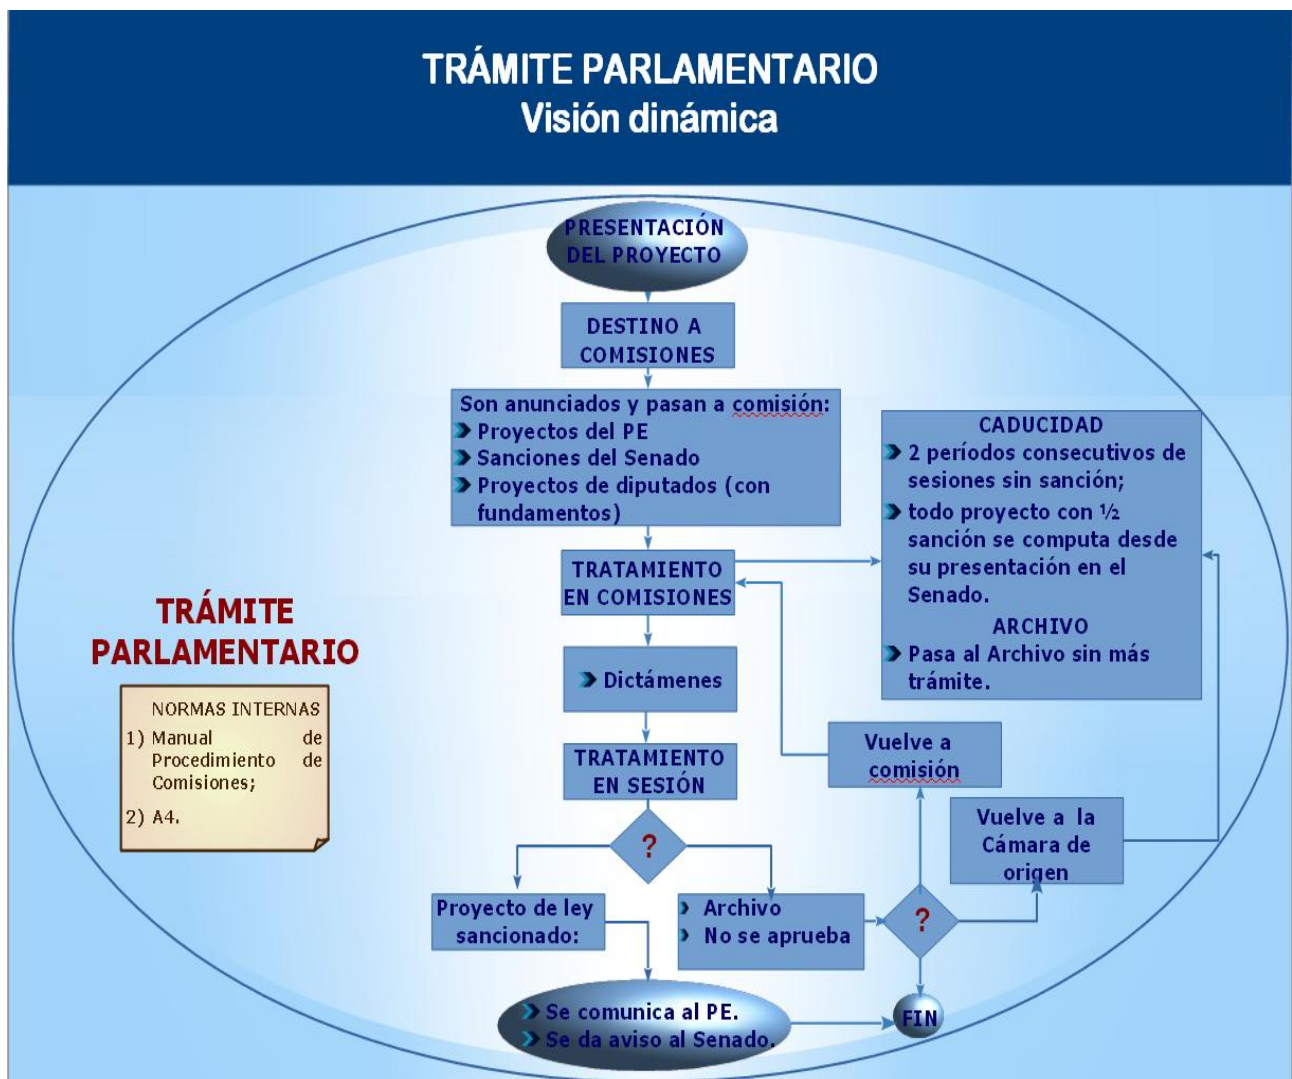 TRÁMITE PARLAMENTARIO
Visión dinámica
PRESENTACIÓN
DEL PROYECTO
DESTINO A
COMISIONES
Son anunciados y pasan a comisión:
Proyectos del PE
Sanciones del Senado
Proyectos de diputados (con
fundamentos)
CADUCIDAD
2 períodos consecutivos de
sesiones sin sanción;
todo proyecto con ½
sanción se computa desde
su presentación en el
Senado.
ARCHIVO
Pasa al Archivo sin más
trámite.
TRATAMIENTO
EN COMISIONES
TRÁMITE
PARLAMENTARIO
NORMAS INTERNAS
1) Manual de
Procedimiento de
Comisiones;
2) A4.
Dictámenes
TRATAMIENTO
EN SESIÓN
Vuelve a
comisión
Vuelve a la
Cámara de
origen
?
Proyecto de ley
sancionado:
Archivo
No se aprueba
?
Se comunica al PE.
Se da aviso al Senado.
FIN